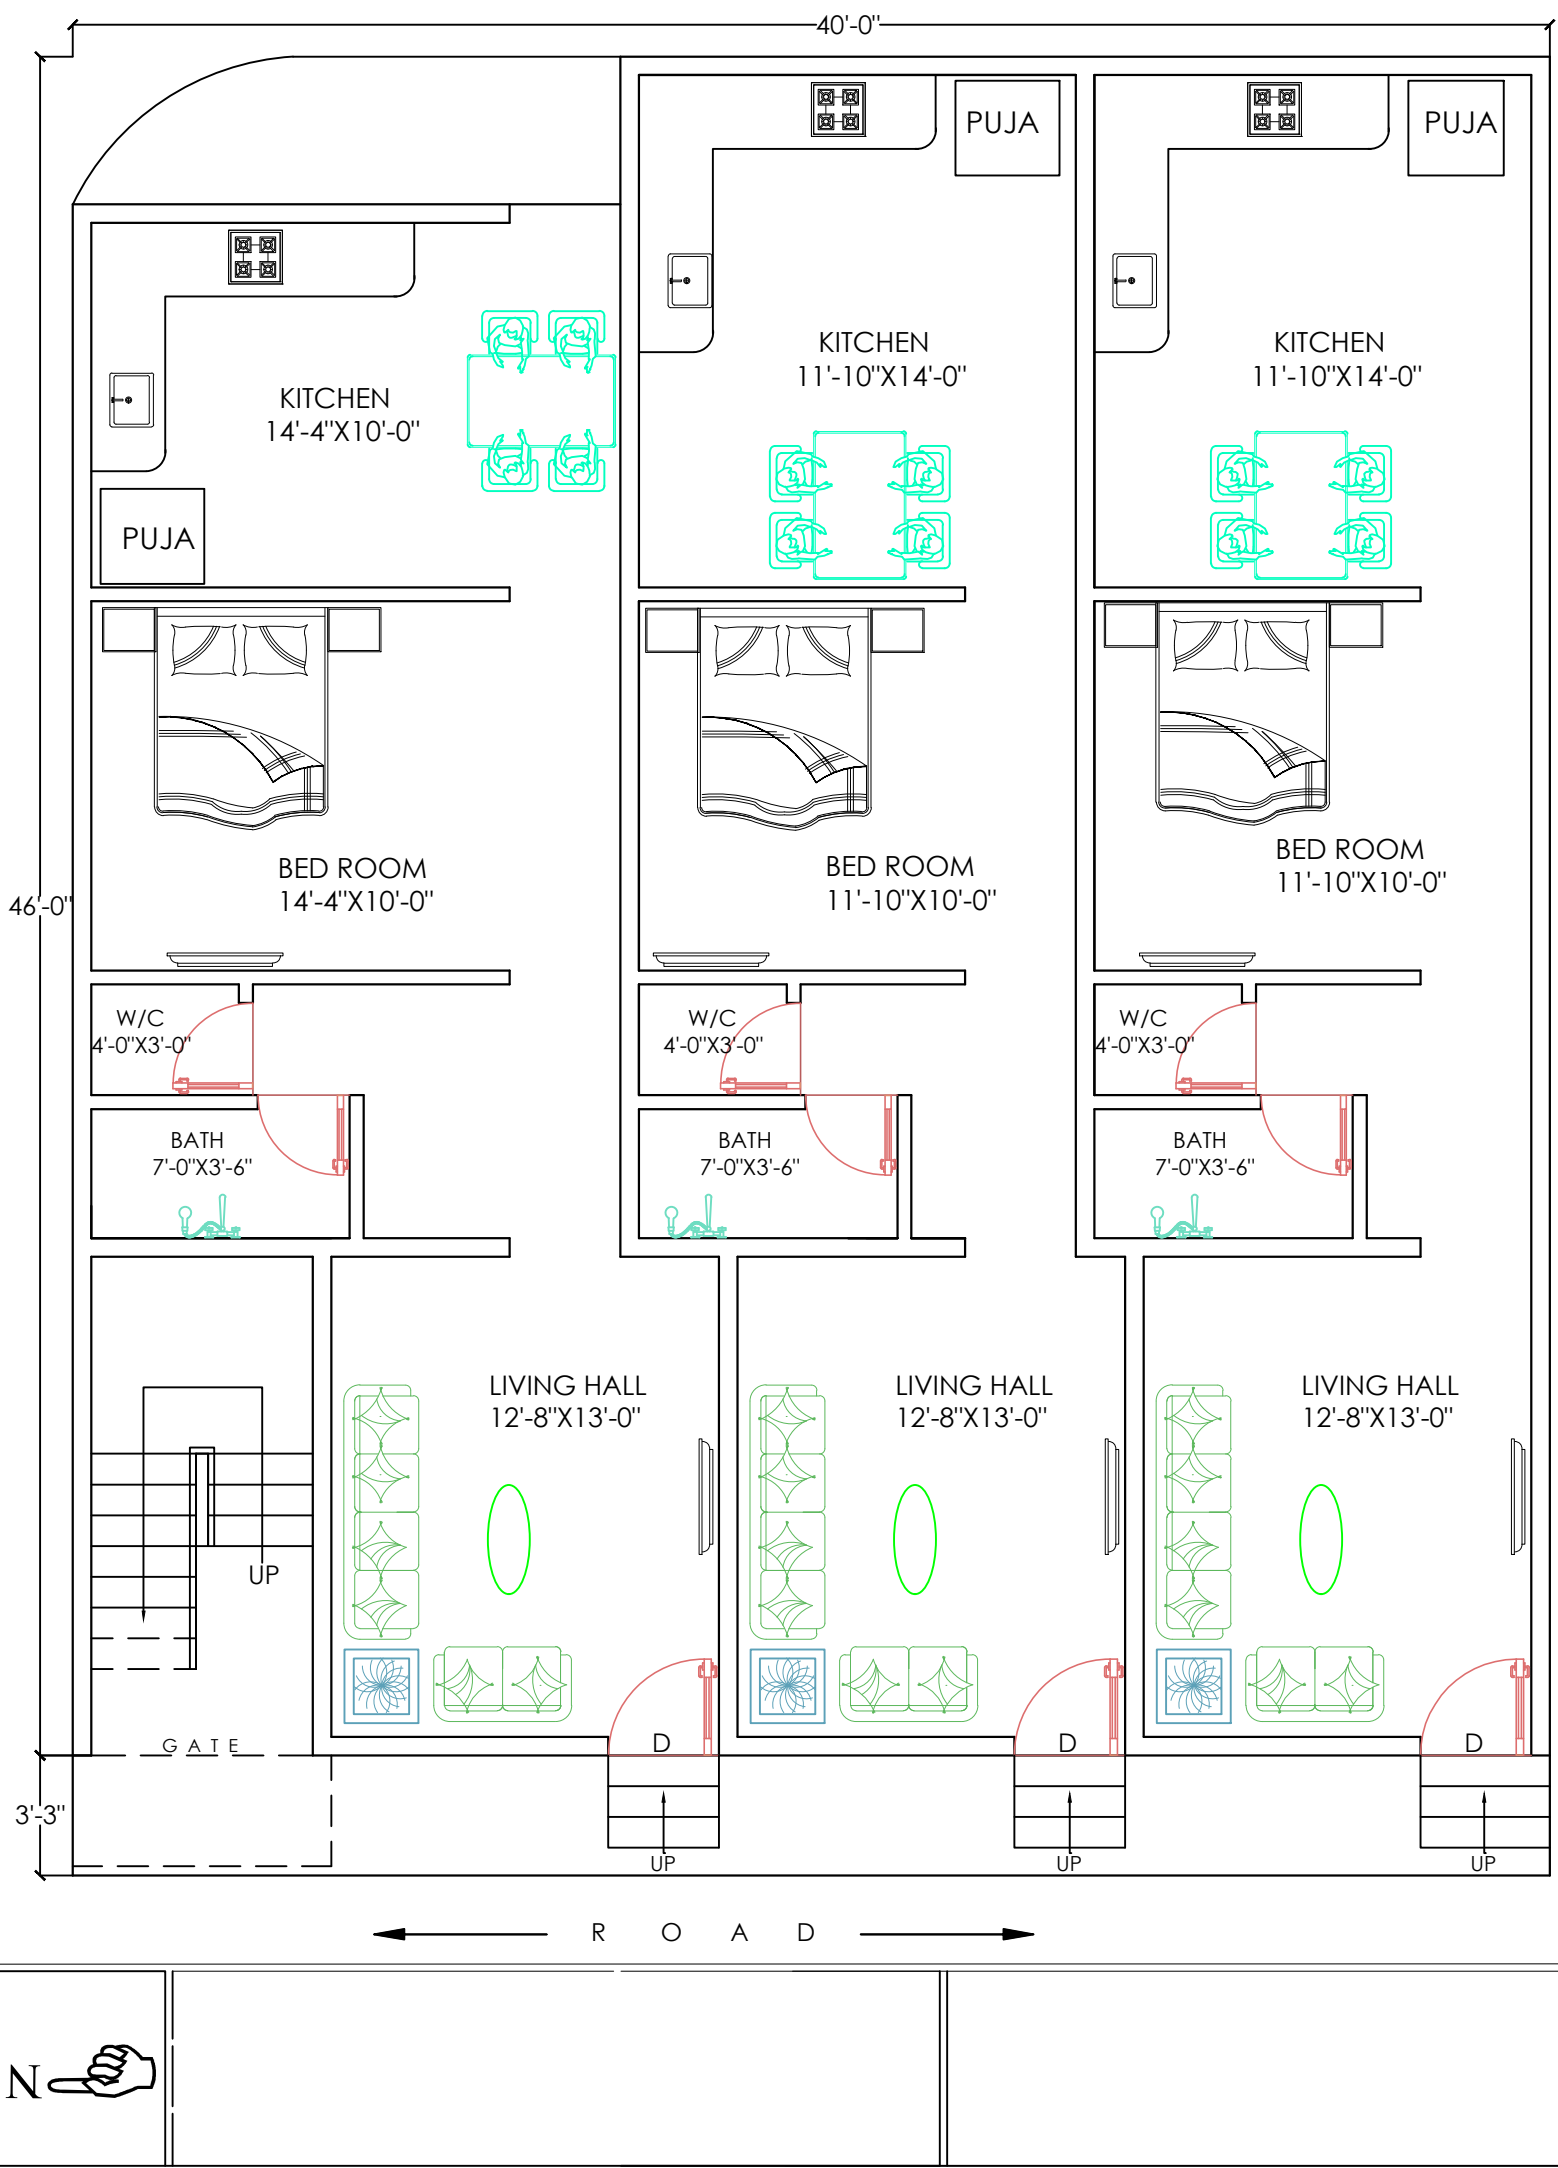 40'-0"
PUJA
PUJA
KITCHEN
11'-10"X14'-0"
KITCHEN
11'-10"X14'-0"
KITCHEN
14'-4"X10'-0"
PUJA
BED ROOM
14'-4"X10'-0"
BED ROOM
11'-10"X10'-0"
BED ROOM
11'-10"X10'-0"
46'-0"
W/C
4'-0"X3'-0"
W/C
4'-0"X3'-0"
W/C
4'-0"X3'-0"
BATH
7'-0"X3'-6"
BATH
7'-0"X3'-6"
BATH
7'-0"X3'-6"
LIVING HALL
12'-8"X13'-0"
LIVING HALL
12'-8"X13'-0"
LIVING HALL
12'-8"X13'-0"
UP
GATE
D
D
D
3'-3"
UP
UP
UP
ROAD
N